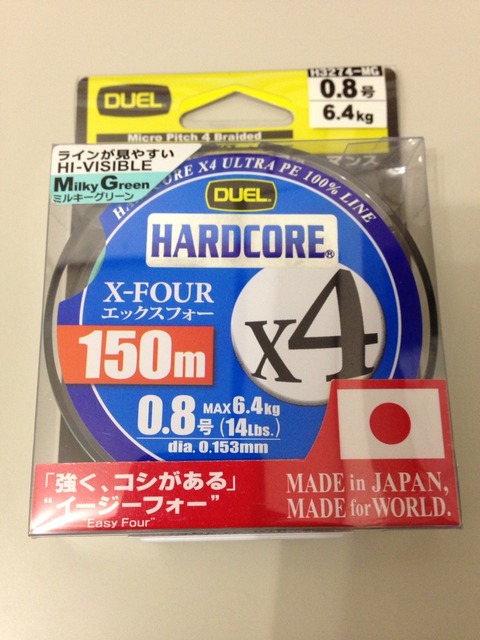 H3274-MG
DUEL
0.8号
6.4kg
Micro Pitch 4 Braided
ラインが見やすい
HI-VISIBLE
Milky Green
ミルキーグリーン
マンス
X4 ULTRA PE 100% LINE
DUEL
HARDCORE®
X-FOUR
エックスフォー
x4
150m
0.8号 MAX 6.4kg (14Lbs.)
dia. 0.153mm
「強く、コシがある」
“イージーフォー”
Easy Four"
MADE in JAPAN,
MADE for WORLD.